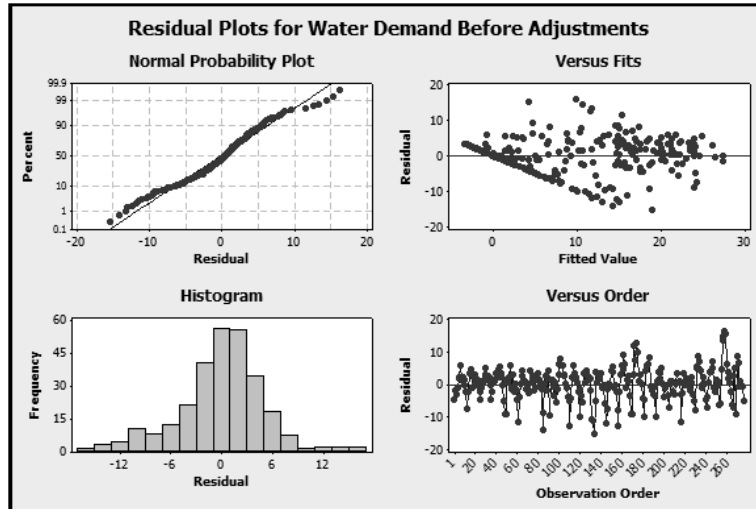 Residual Plots for Water Demand Before Adjustments
Normal Probability Plot
99.9
99
90
50
10
1
0.1
Percent
-20 -10 0 10 20
Residual
Versus Fits
20
10
0
-10
-20
Residual
0 10 20 30
Fitted Value
Histogram
60
45
30
15
0
Frequency
-12 -6 0 6 12
Residual
Versus Order
20
10
0
-10
-20
Residual
1 20 40 60 80 100 120 140 160 180 200 220 240 260
Observation Order